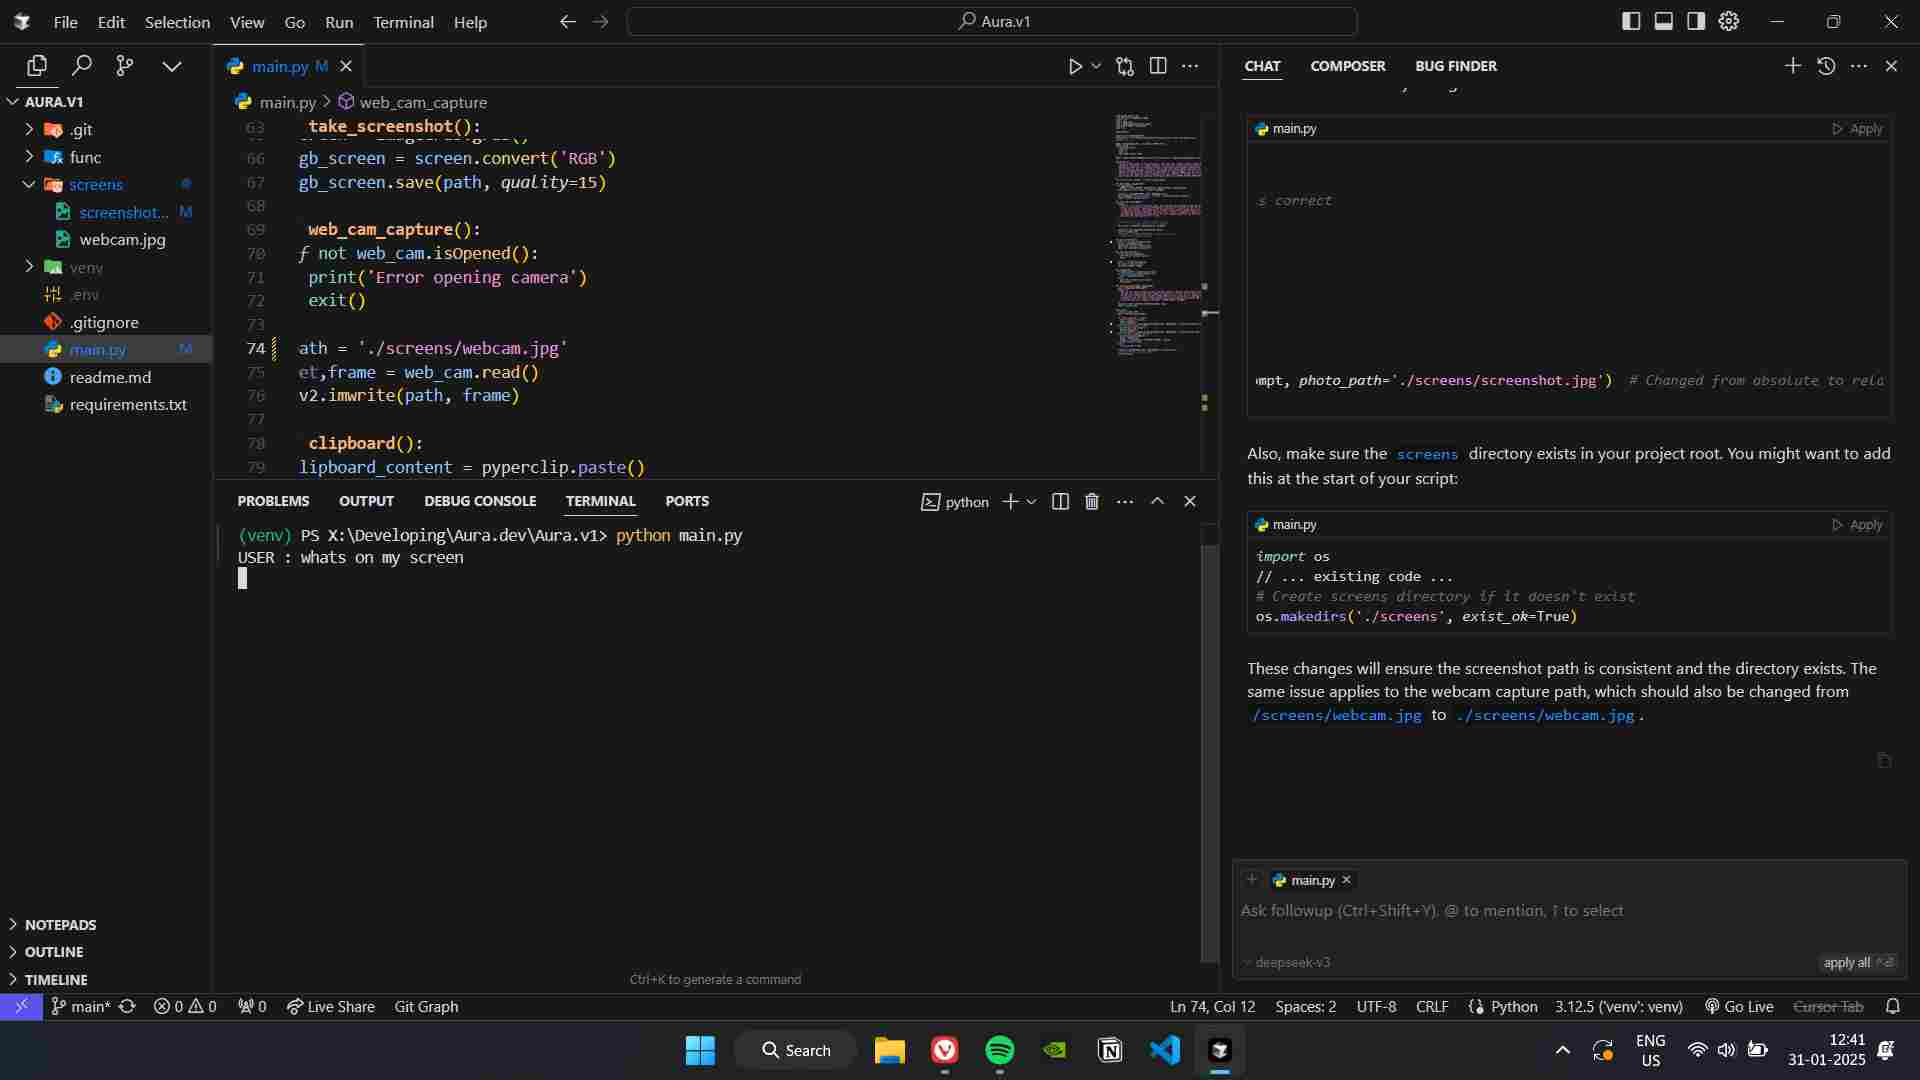 File Edit Selection View Go Run Terminal Help
Aura.v1
main.py M
CHAT COMPOSER BUG FINDER
AURA.V1
.git
func
screens
screenshot... M
webcam.jpg
venv
.env
.gitignore
main.py M
readme.md
requirements.txt
NOTEPADS
OUTLINE
TIMELINE
main.py > web_cam_capture
63 take_screenshot():
66 gb_screen = screen.convert('RGB')
67 gb_screen.save(path, quality=15)
68
69 web_cam_capture():
70 f not web_cam.isOpened():
71 print('Error opening camera')
72 exit()
73
74 ath = './screens/webcam.jpg'
75 et,frame = web_cam.read()
76 v2.imwrite(path, frame)
77
78 clipboard():
79 lipboard_content = pyperclip.paste()
PROBLEMS OUTPUT DEBUG CONSOLE TERMINAL PORTS
python
(venv) PS X:\Developing\Aura.dev\Aura.v1> python main.py
USER : whats on my screen
Ctrl+K to generate a command
main.py Apply
s correct
mpt, photo_path='./screens/screenshot.jpg') # Changed from absolute to rela
Also, make sure the screens directory exists in your project root. You might want to add
this at the start of your script:
main.py Apply
import os
// ... existing code ...
# Create screens directory if it doesn't exist
os.makedirs('./screens', exist_ok=True)
These changes will ensure the screenshot path is consistent and the directory exists. The
same issue applies to the webcam capture path, which should also be changed from
/screens/webcam.jpg to ./screens/webcam.jpg.
main.py
Ask followup (Ctrl+Shift+Y). @ to mention, ↑ to select
deepseek-v3
apply all
main* 0 0 0 Live Share Git Graph
Ln 74, Col 12 Spaces: 2 UTF-8 CRLF Python 3.12.5 ('venv': venv) Go Live Cursor Tab
Search
ENG
US
12:41
31-01-2025